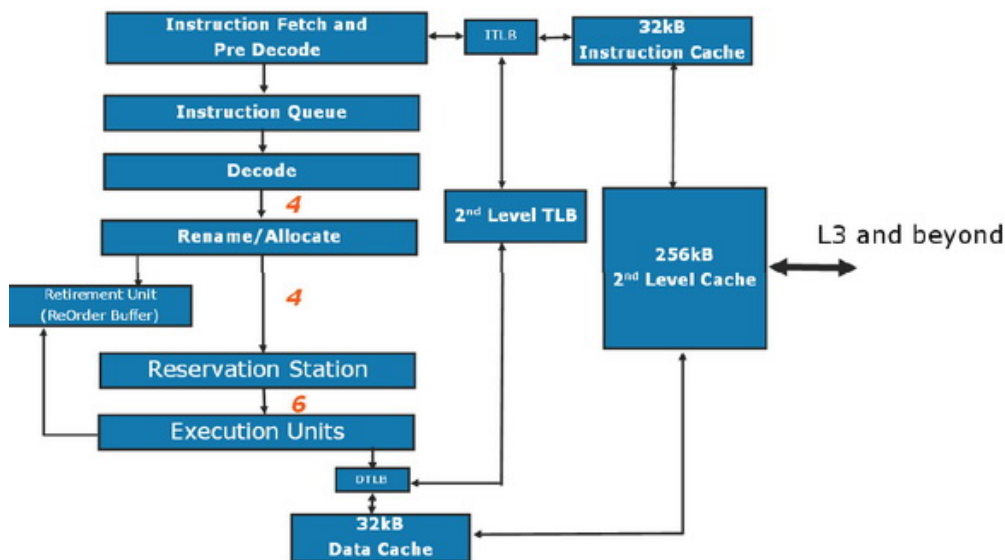 Instruction Fetch and
Pre Decode
ITLB
32kB
Instruction Cache
Instruction Queue
Decode
4
2nd Level TLB
Rename/Allocate
256kB
2nd Level Cache
L3 and beyond
4
Retirement Unit
(ReOrder Buffer)
Reservation Station
6
Execution Units
DTLB
32kB
Data Cache